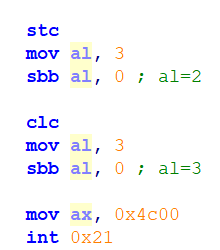 stc
mov al, 3
sbb al, 0 ; al=2
clc
mov al, 3
sbb al, 0 ; al=3
mov ax, 0x4c00
int 0x21